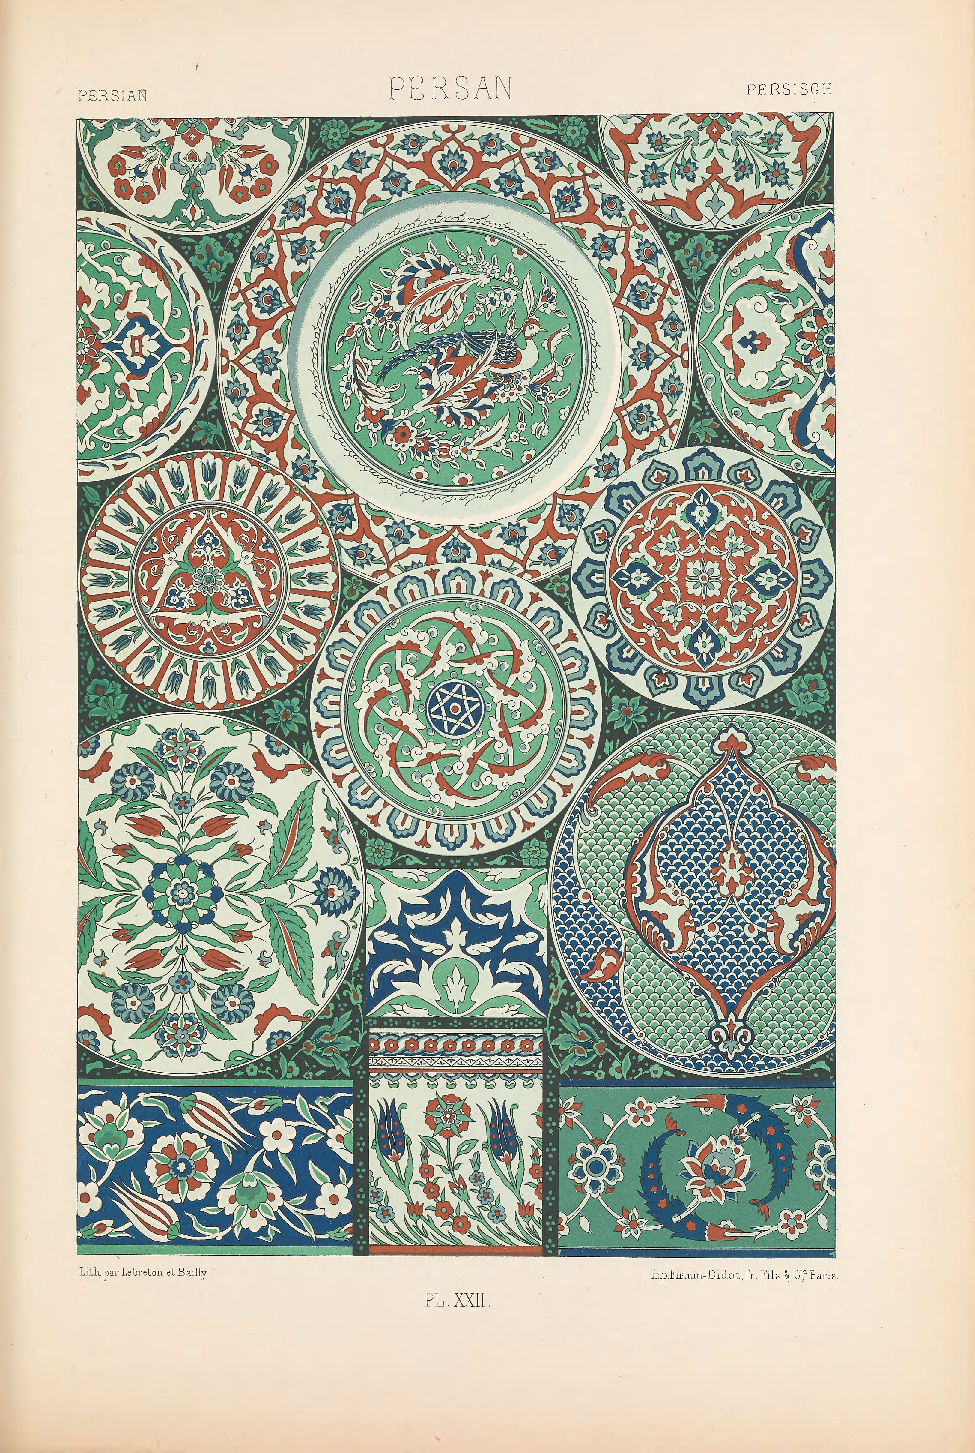 PERSIAN
PERSAN
PERSISCH
Lith. par Lebreton et Bailly
Imp. Firmin-Didot, fr. Fils & Cie Paris.
PL. XXII.